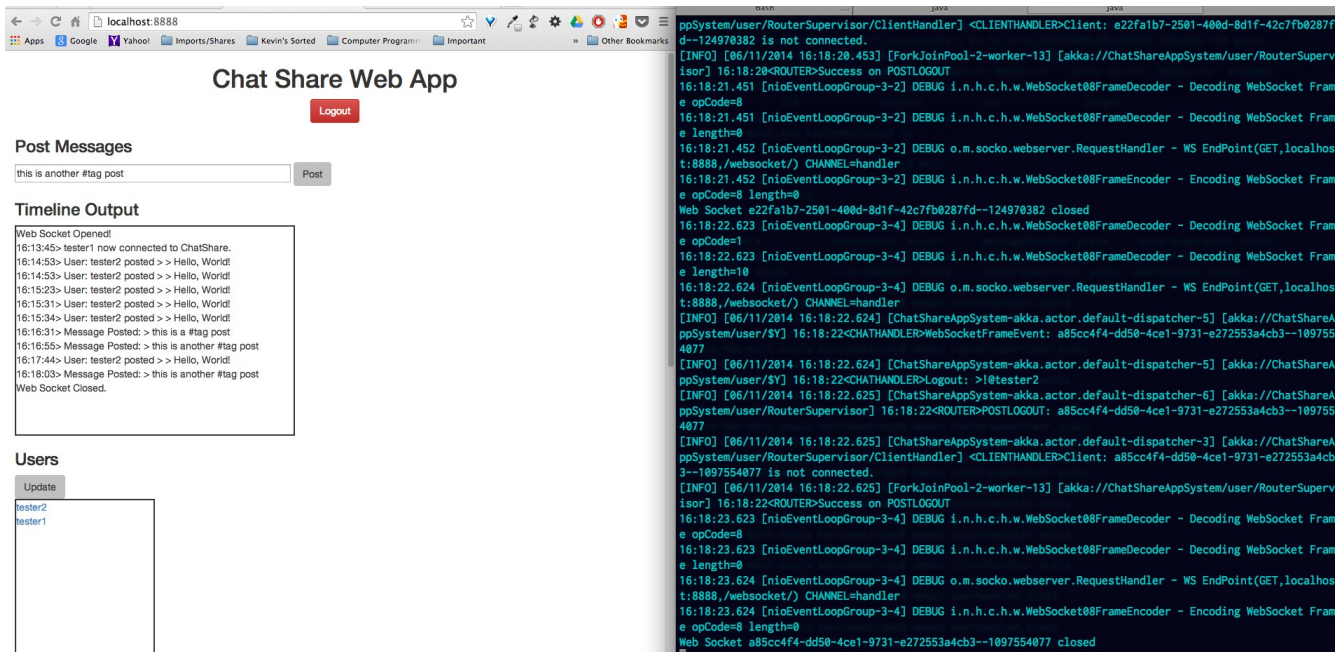 localhost:8888
Apps Google Yahoo! Imports/Shares Kevin's Sorted Computer Programm Important » Other Bookmarks
Chat Share Web App
Logout
Post Messages
this is another #tag post Post
Timeline Output
Web Socket Opened!
16:13:45> tester1 now connected to ChatShare.
16:14:53> User: tester2 posted > > Hello, World!
16:14:53> User: tester2 posted > > Hello, World!
16:15:23> User: tester2 posted > > Hello, World!
16:15:31> User: tester2 posted > > Hello, World!
16:15:34> User: tester2 posted > > Hello, World!
16:16:31> Message Posted: > this is a #tag post
16:16:55> Message Posted: > this is another #tag post
16:17:44> User: tester2 posted > > Hello, World!
16:18:03> Message Posted: > this is another #tag post
Web Socket Closed.
Users
Update
tester2
tester1
bash java java
ppSystem/user/RouterSupervisor/ClientHandler] <CLIENTHANDLER>Client: e22fa1b7-2501-400d-8d1f-42c7fb0287f
d--124970382 is not connected.
[INFO] [06/11/2014 16:18:20.453] [ForkJoinPool-2-worker-13] [akka://ChatShareAppSystem/user/RouterSuperv
isor] 16:18:20<ROUTER>Success on POSTLOGOUT
16:18:21.451 [nioEventLoopGroup-3-2] DEBUG i.n.h.c.h.w.WebSocket08FrameDecoder - Decoding WebSocket Fram
e opCode=8
16:18:21.451 [nioEventLoopGroup-3-2] DEBUG i.n.h.c.h.w.WebSocket08FrameDecoder - Decoding WebSocket Fram
e length=0
16:18:21.452 [nioEventLoopGroup-3-2] DEBUG o.m.socko.webserver.RequestHandler - WS EndPoint(GET,localhos
t:8888,/websocket/) CHANNEL=handler
16:18:21.452 [nioEventLoopGroup-3-2] DEBUG i.n.h.c.h.w.WebSocket08FrameEncoder - Encoding WebSocket Fram
e opCode=8 length=0
Web Socket e22fa1b7-2501-400d-8d1f-42c7fb0287fd--124970382 closed
16:18:22.623 [nioEventLoopGroup-3-4] DEBUG i.n.h.c.h.w.WebSocket08FrameDecoder - Decoding WebSocket Fram
e opCode=1
16:18:22.623 [nioEventLoopGroup-3-4] DEBUG i.n.h.c.h.w.WebSocket08FrameDecoder - Decoding WebSocket Fram
e length=10
16:18:22.624 [nioEventLoopGroup-3-4] DEBUG o.m.socko.webserver.RequestHandler - WS EndPoint(GET,localhos
t:8888,/websocket/) CHANNEL=handler
[INFO] [06/11/2014 16:18:22.624] [ChatShareAppSystem-akka.actor.default-dispatcher-5] [akka://ChatShareA
ppSystem/user/$Y] 16:18:22<CHATHANDLER>WebSocketFrameEvent: a85cc4f4-dd50-4ce1-9731-e272553a4cb3--109755
4077
[INFO] [06/11/2014 16:18:22.624] [ChatShareAppSystem-akka.actor.default-dispatcher-5] [akka://ChatShareA
ppSystem/user/$Y] 16:18:22<CHATHANDLER>Logout: >!@tester2
[INFO] [06/11/2014 16:18:22.625] [ChatShareAppSystem-akka.actor.default-dispatcher-6] [akka://ChatShareA
ppSystem/user/RouterSupervisor] 16:18:22<ROUTER>POSTLOGOUT: a85cc4f4-dd50-4ce1-9731-e272553a4cb3--109755
4077
[INFO] [06/11/2014 16:18:22.625] [ChatShareAppSystem-akka.actor.default-dispatcher-3] [akka://ChatShareA
ppSystem/user/RouterSupervisor/ClientHandler] <CLIENTHANDLER>Client: a85cc4f4-dd50-4ce1-9731-e272553a4cb
3--1097554077 is not connected.
[INFO] [06/11/2014 16:18:22.625] [ForkJoinPool-2-worker-13] [akka://ChatShareAppSystem/user/RouterSuperv
isor] 16:18:22<ROUTER>Success on POSTLOGOUT
16:18:23.623 [nioEventLoopGroup-3-4] DEBUG i.n.h.c.h.w.WebSocket08FrameDecoder - Decoding WebSocket Fram
e opCode=8
16:18:23.623 [nioEventLoopGroup-3-4] DEBUG i.n.h.c.h.w.WebSocket08FrameDecoder - Decoding WebSocket Fram
e length=0
16:18:23.624 [nioEventLoopGroup-3-4] DEBUG o.m.socko.webserver.RequestHandler - WS EndPoint(GET,localhos
t:8888,/websocket/) CHANNEL=handler
16:18:23.624 [nioEventLoopGroup-3-4] DEBUG i.n.h.c.h.w.WebSocket08FrameEncoder - Encoding WebSocket Fram
e opCode=8 length=0
Web Socket a85cc4f4-dd50-4ce1-9731-e272553a4cb3--1097554077 closed